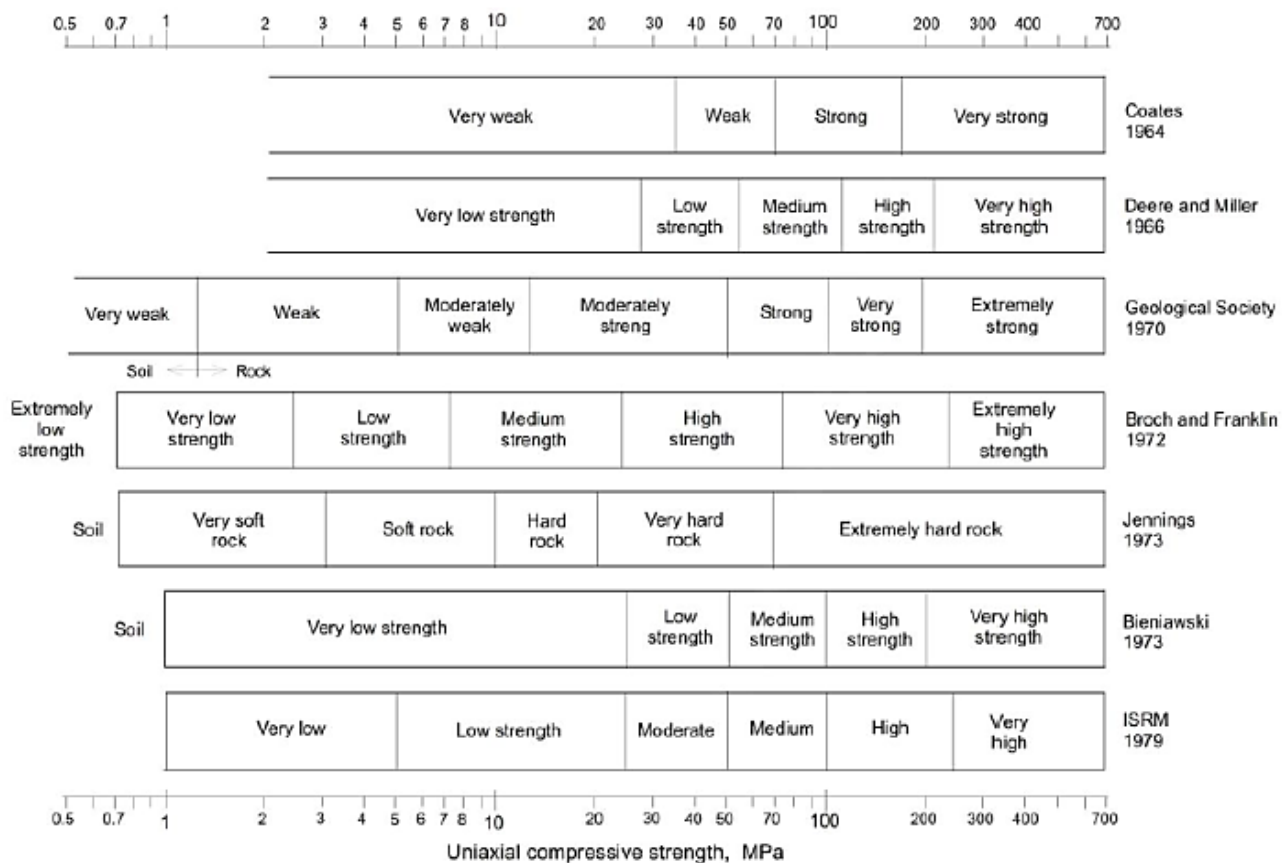 0.5 0.7 1 2 3 4 5 6 7 8 10 20 30 40 50 70 100 200 300 400 700
Very weak Weak Strong Very strong Coates
1964
Very low strength Low
strength Medium
strength High
strength Very high
strength Deere and Miller
1966
Very weak Weak Moderately
weak Moderately
streng Strong Very
strong Extremely
strong Geological Society
1970
Soil Rock
Extremely
low
strength Very low
strength Low
strength Medium
strength High
strength Very high
strength Extremely
high
strength Broch and Franklin
1972
Soil Very soft
rock Soft rock Hard
rock Very hard
rock Extremely hard rock Jennings
1973
Soil Very low strength Low
strength Medium
strength High
strength Very high
strength Bieniawski
1973
Very low Low strength Moderate Medium High Very
high ISRM
1979
0.5 0.7 1 2 3 4 5 6 7 8 10 20 30 40 50 70 100 200 300 400 700
Uniaxial compressive strength, MPa